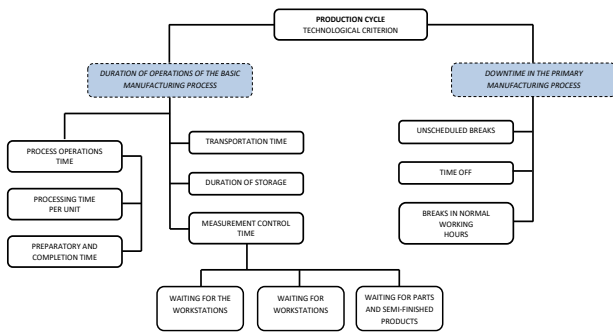 PRODUCTION CYCLE
TECHNOLOGICAL CRITERION
DURATION OF OPERATIONS OF THE BASIC
MANUFACTURING PROCESS
DOWNTIME IN THE PRIMARY
MANUFACTURING PROCESS
PROCESS OPERATIONS
TIME
PROCESSING TIME
PER UNIT
PREPARATORY AND
COMPLETION TIME
TRANSPORTATION TIME
DURATION OF STORAGE
MEASUREMENT CONTROL
TIME
WAITING FOR THE
WORKSTATIONS
WAITING FOR
WORKSTATIONS
WAITING FOR PARTS
AND SEMI-FINISHED
PRODUCTS
UNSCHEDULED BREAKS
TIME OFF
BREAKS IN NORMAL
WORKING
HOURS